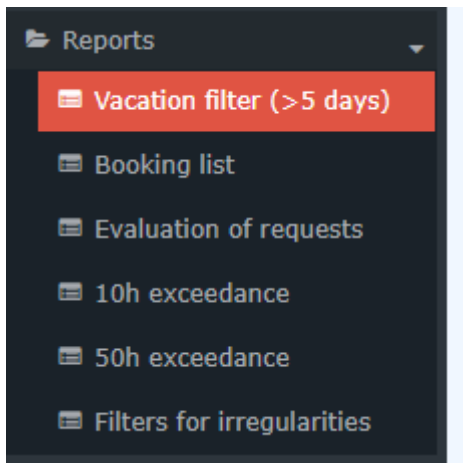 Reports
Vacation filter (>5 days)
Booking list
Evaluation of requests
10h exceedance
50h exceedance
Filters for irregularities